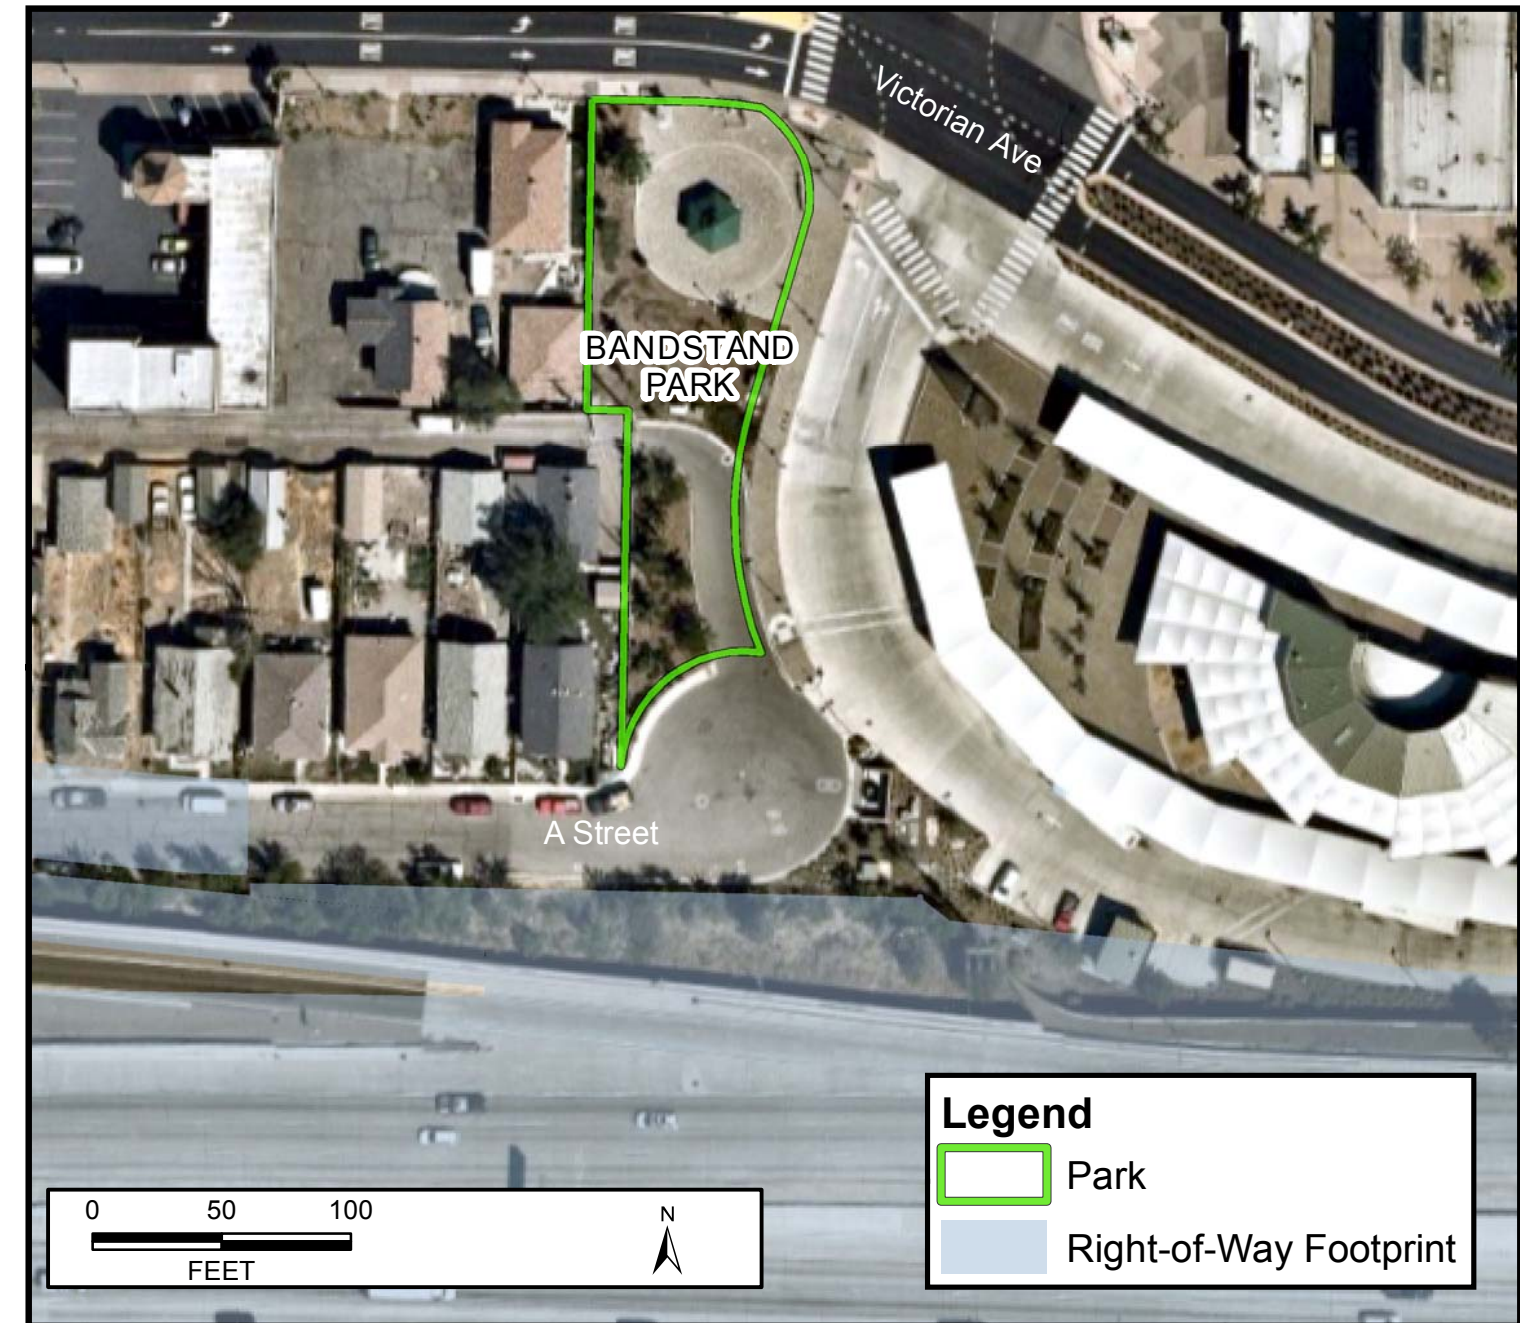 Victorian Ave
BANDSTAND
PARK
A Street
Legend
Park
Right-of-Way Footprint
0 50 100
FEET
N